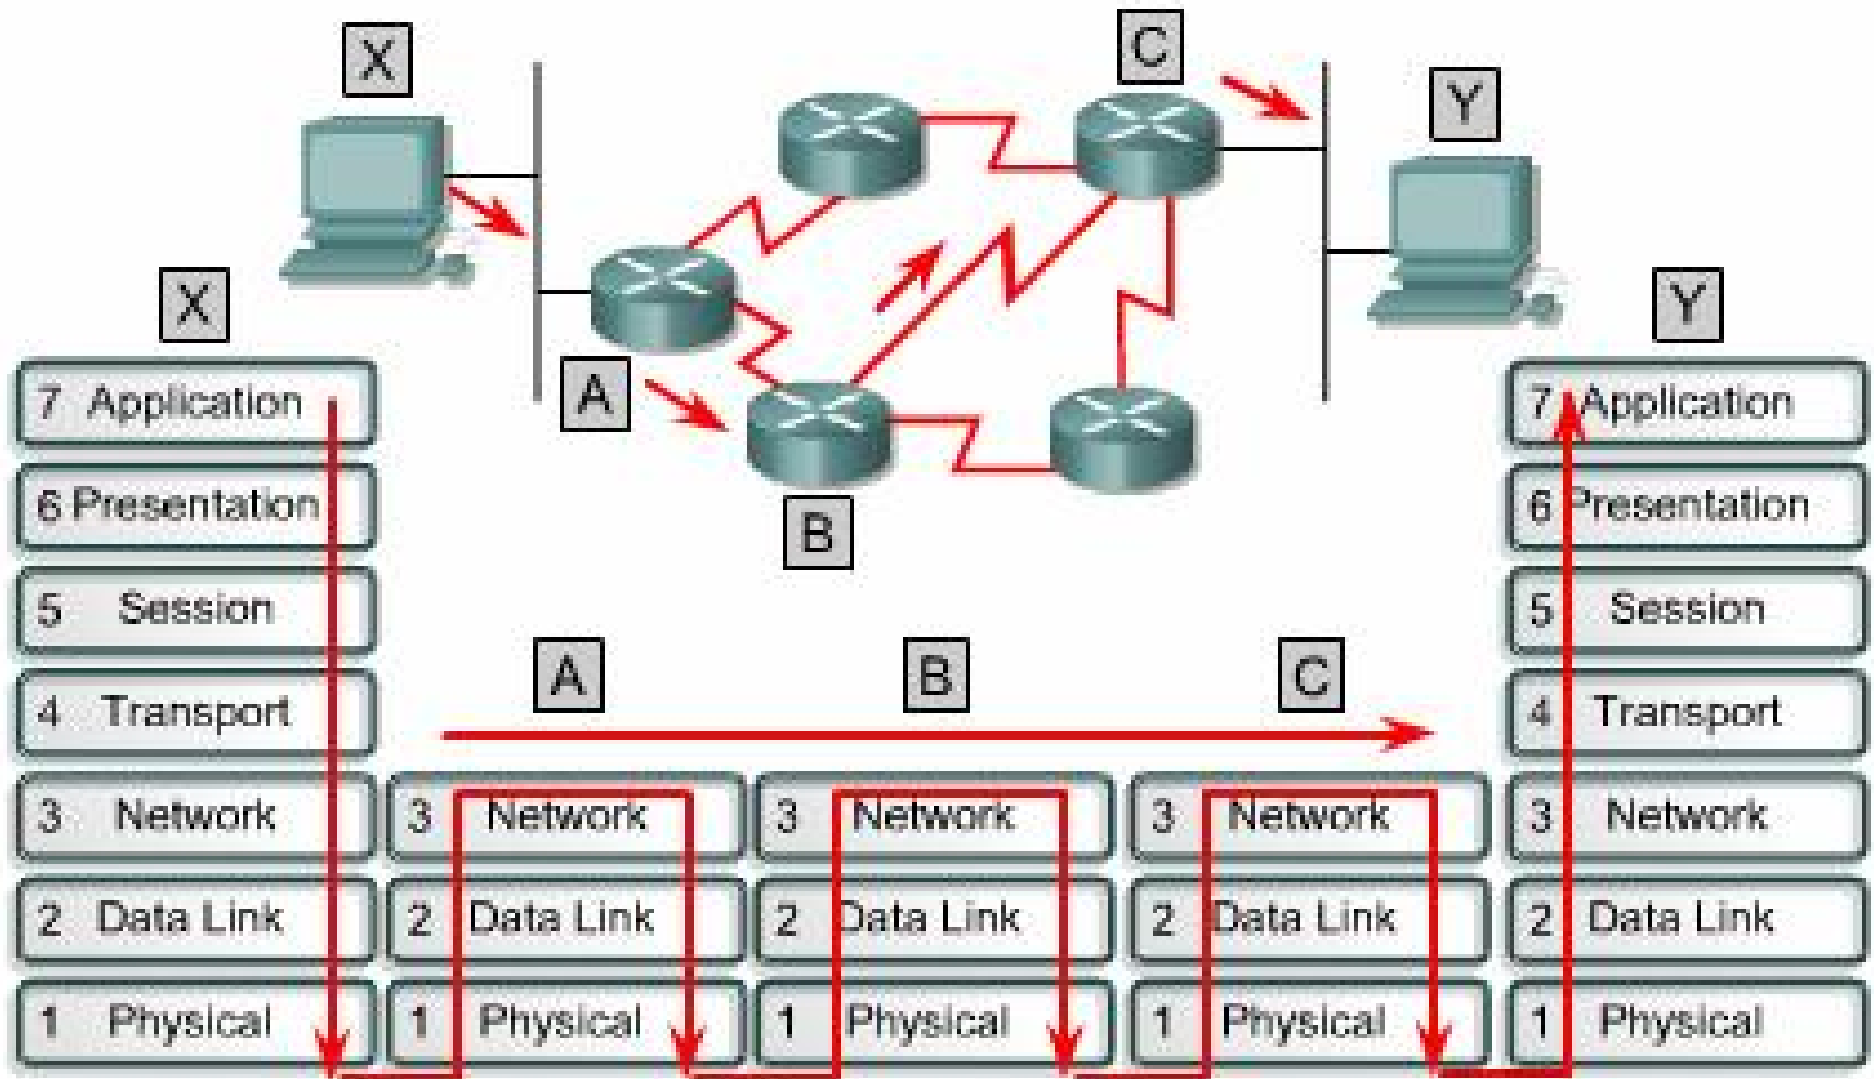 X
C
Y
X
Y
A
B
7 Application
6 Presentation
5 Session
4 Transport
3 Network
2 Data Link
1 Physical
A
3 Network
2 Data Link
1 Physical
B
3 Network
2 Data Link
1 Physical
C
3 Network
2 Data Link
1 Physical
7 Application
6 Presentation
5 Session
4 Transport
3 Network
2 Data Link
1 Physical